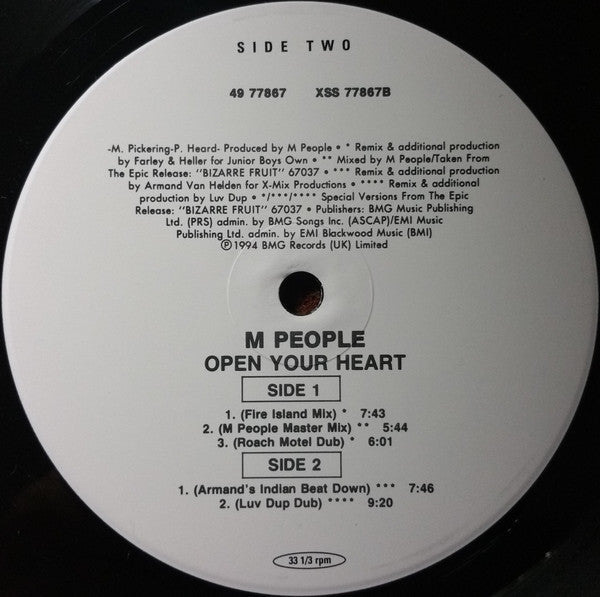 SIDE TWO
49 77867 XSS 77867B
-M. Pickering-P. Heard- Produced by M People • * Remix & additional production
by Farley & Heller for Junior Boys Own • ** Mixed by M People/Taken From
The Epic Release: "BIZARRE FRUIT" 67037 • *** Remix & additional production
by Armand Van Helden for X-Mix Productions • **** Remix & additional
production by Luv Dup • */***/**** Special Versions From The Epic
Release: "BIZARRE FRUIT" 67037 • Publishers: BMG Music Publishing
Ltd. (PRS) admin. by BMG Songs Inc. (ASCAP)/EMI Music
Publishing Ltd. admin. by EMI Blackwood Music (BMI)
℗1994 BMG Records (UK) Limited
M PEOPLE
OPEN YOUR HEART
SIDE 1
1. (Fire Island Mix) * 7:43
2. (M People Master Mix) ** 5:44
3. (Roach Motel Dub) * 6:01
SIDE 2
1. (Armand's Indian Beat Down) *** 7:46
2. (Luv Dup Dub) **** 9:20
33 1/3 rpm